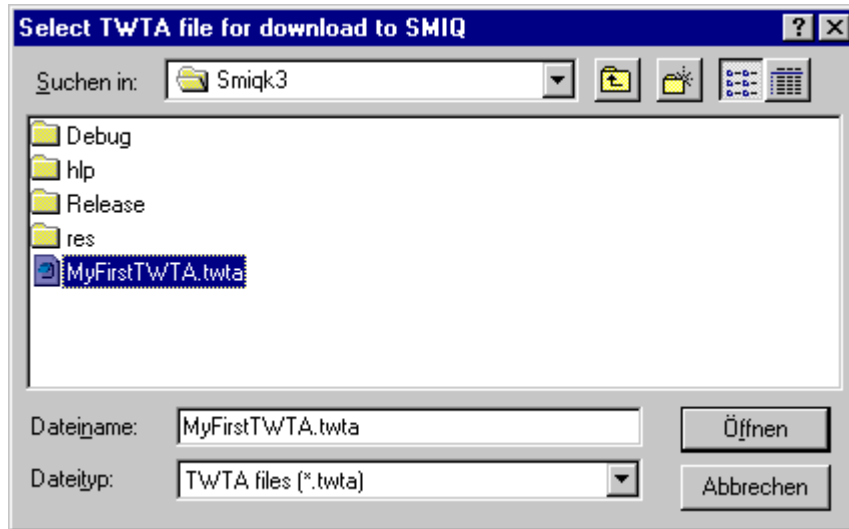 Select TWTA file for download to SMIQ
Suchen in: Smiqk3
Debug
hlp
Release
res
MyFirstTWTA.twta
Dateiname: MyFirstTWTA.twta Öffnen
Dateityp: TWTA files (*.twta) Abbrechen